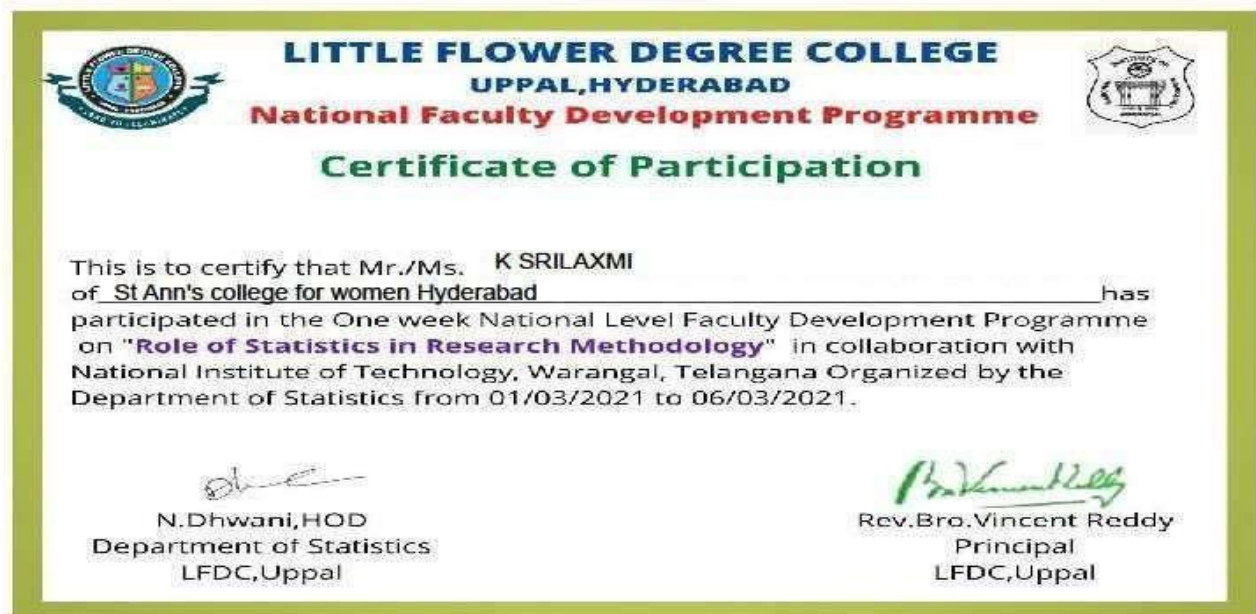 LITTLE FLOWER DEGREE COLLEGE
UPPAL,HYDERABAD
National Faculty Development Programme
Certificate of Participation
This is to certify that Mr./Ms. K SRILAXMI
of St Ann's college for women Hyderabad has
participated in the One week National Level Faculty Development Programme
on "Role of Statistics in Research Methodology" in collaboration with
National Institute of Technology, Warangal, Telangana Organized by the
Department of Statistics from 01/03/2021 to 06/03/2021.
N.Dhwani,HOD
Department of Statistics
LFDC,Uppal
Rev.Bro.Vincent Reddy
Principal
LFDC,Uppal